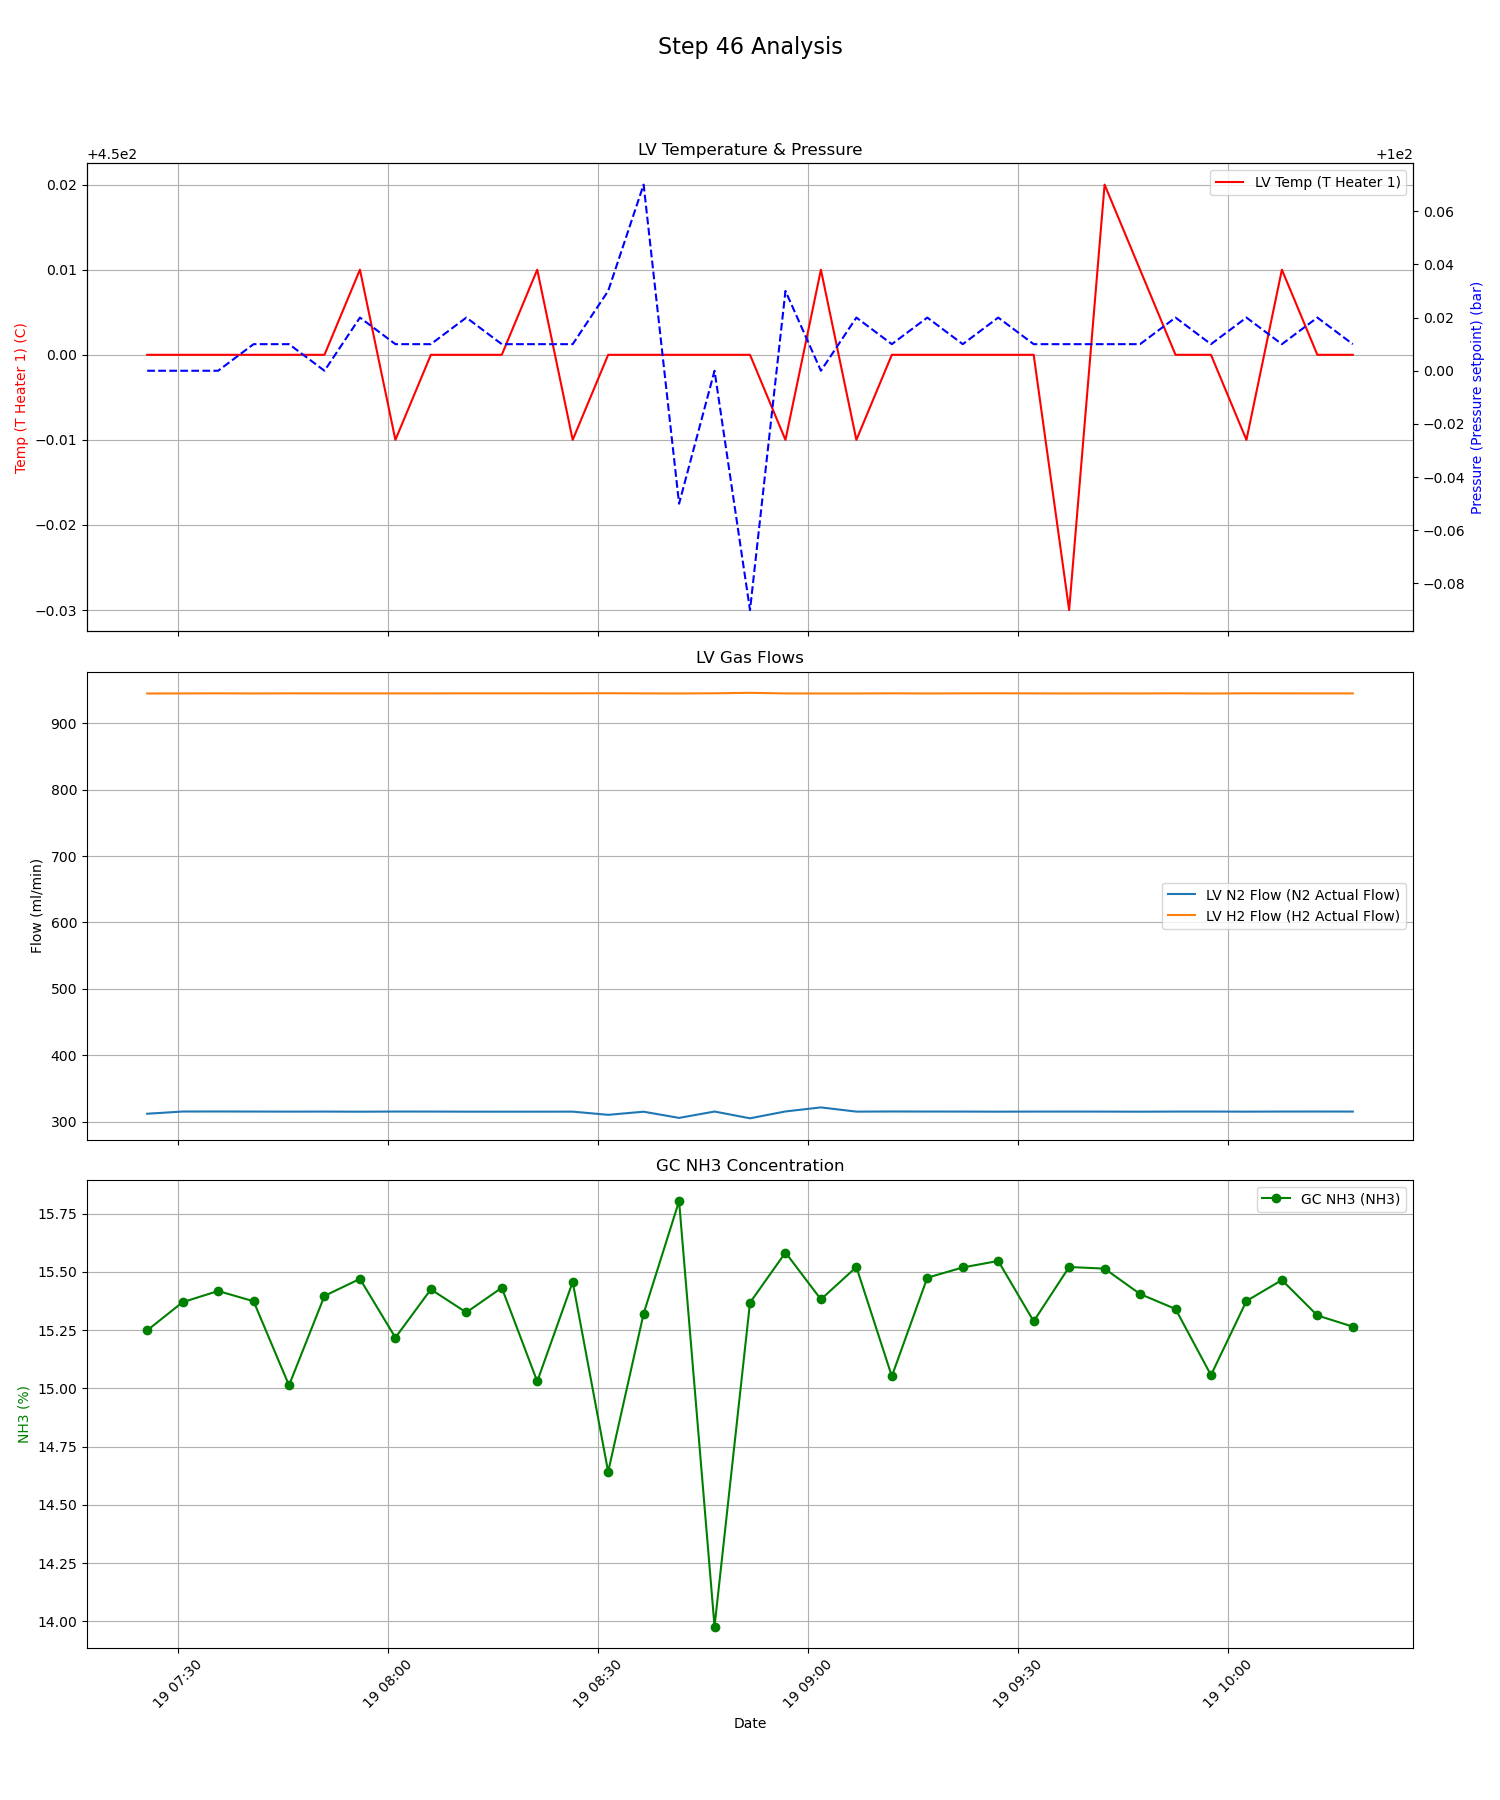 Step 46 Analysis
LV Temperature & Pressure
+4.5e2
+1e2
LV Temp (T Heater 1)
0.02
0.01
0.00
−0.01
−0.02
−0.03
Temp (T Heater 1) (C)
0.06
0.04
0.02
0.00
−0.02
−0.04
−0.06
−0.08
Pressure (Pressure setpoint) (bar)
LV Gas Flows
900
800
700
600
500
400
300
Flow (ml/min)
LV N2 Flow (N2 Actual Flow)
LV H2 Flow (H2 Actual Flow)
GC NH3 Concentration
GC NH3 (NH3)
15.75
15.50
15.25
15.00
14.75
14.50
14.25
14.00
NH3 (%)
19 07:30
19 08:00
19 08:30
19 09:00
19 09:30
19 10:00
Date